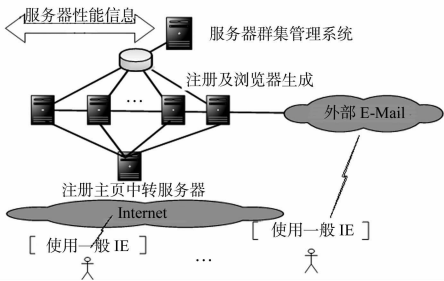 服务器性能信息
服务器群集管理系统
注册及浏览器生成
…
外部 E-Mail
注册主页中转服务器
Internet
[ 使用一般 IE ]
[ 使用一般 IE ]
…